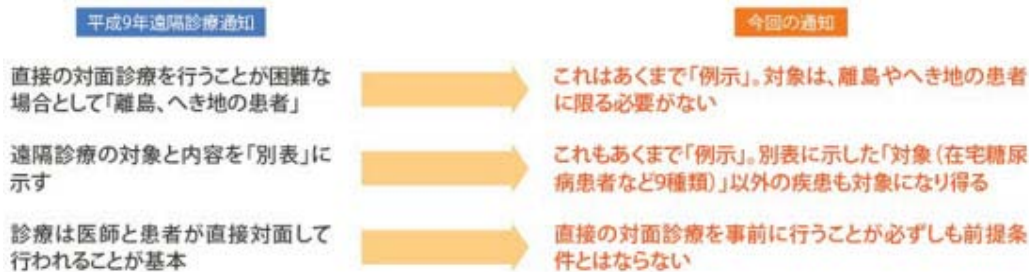 平成9年遠隔診療通知
今回の通知
直接の対面診療を行うことが困難な
場合として「離島、へき地の患者」
これはあくまで「例示」。対象は、離島やへき地の患者
に限る必要がない
遠隔診療の対象と内容を「別表」に
示す
これもあくまで「例示」。別表に示した「対象(在宅糖尿
病患者など9種類)」以外の疾患も対象になり得る
診療は医師と患者が直接対面して
行われることが基本
直接の対面診療を事前に行うことが必ずしも前提条
件とはならない